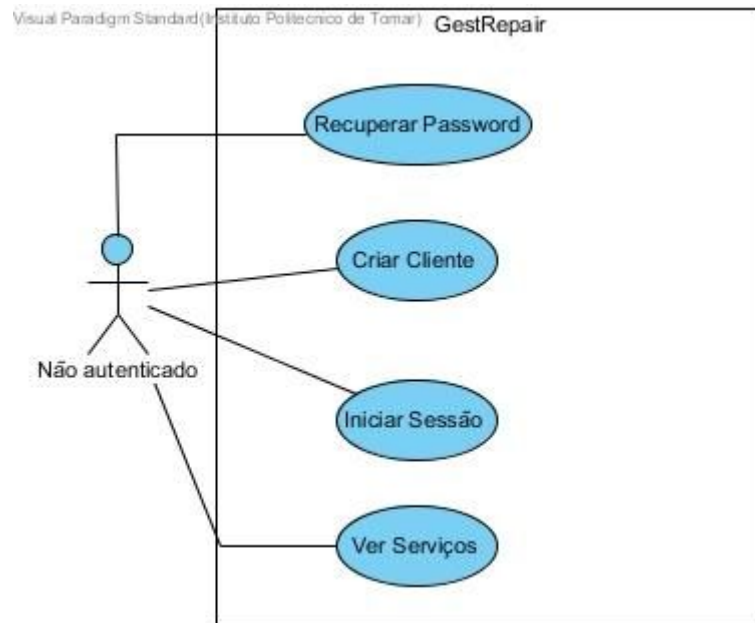 Visual Paradigm Standard(Instituto Politecnico de Tomar)
GestRepair
Recuperar Password
Criar Cliente
Não autenticado
Iniciar Sessão
Ver Serviços